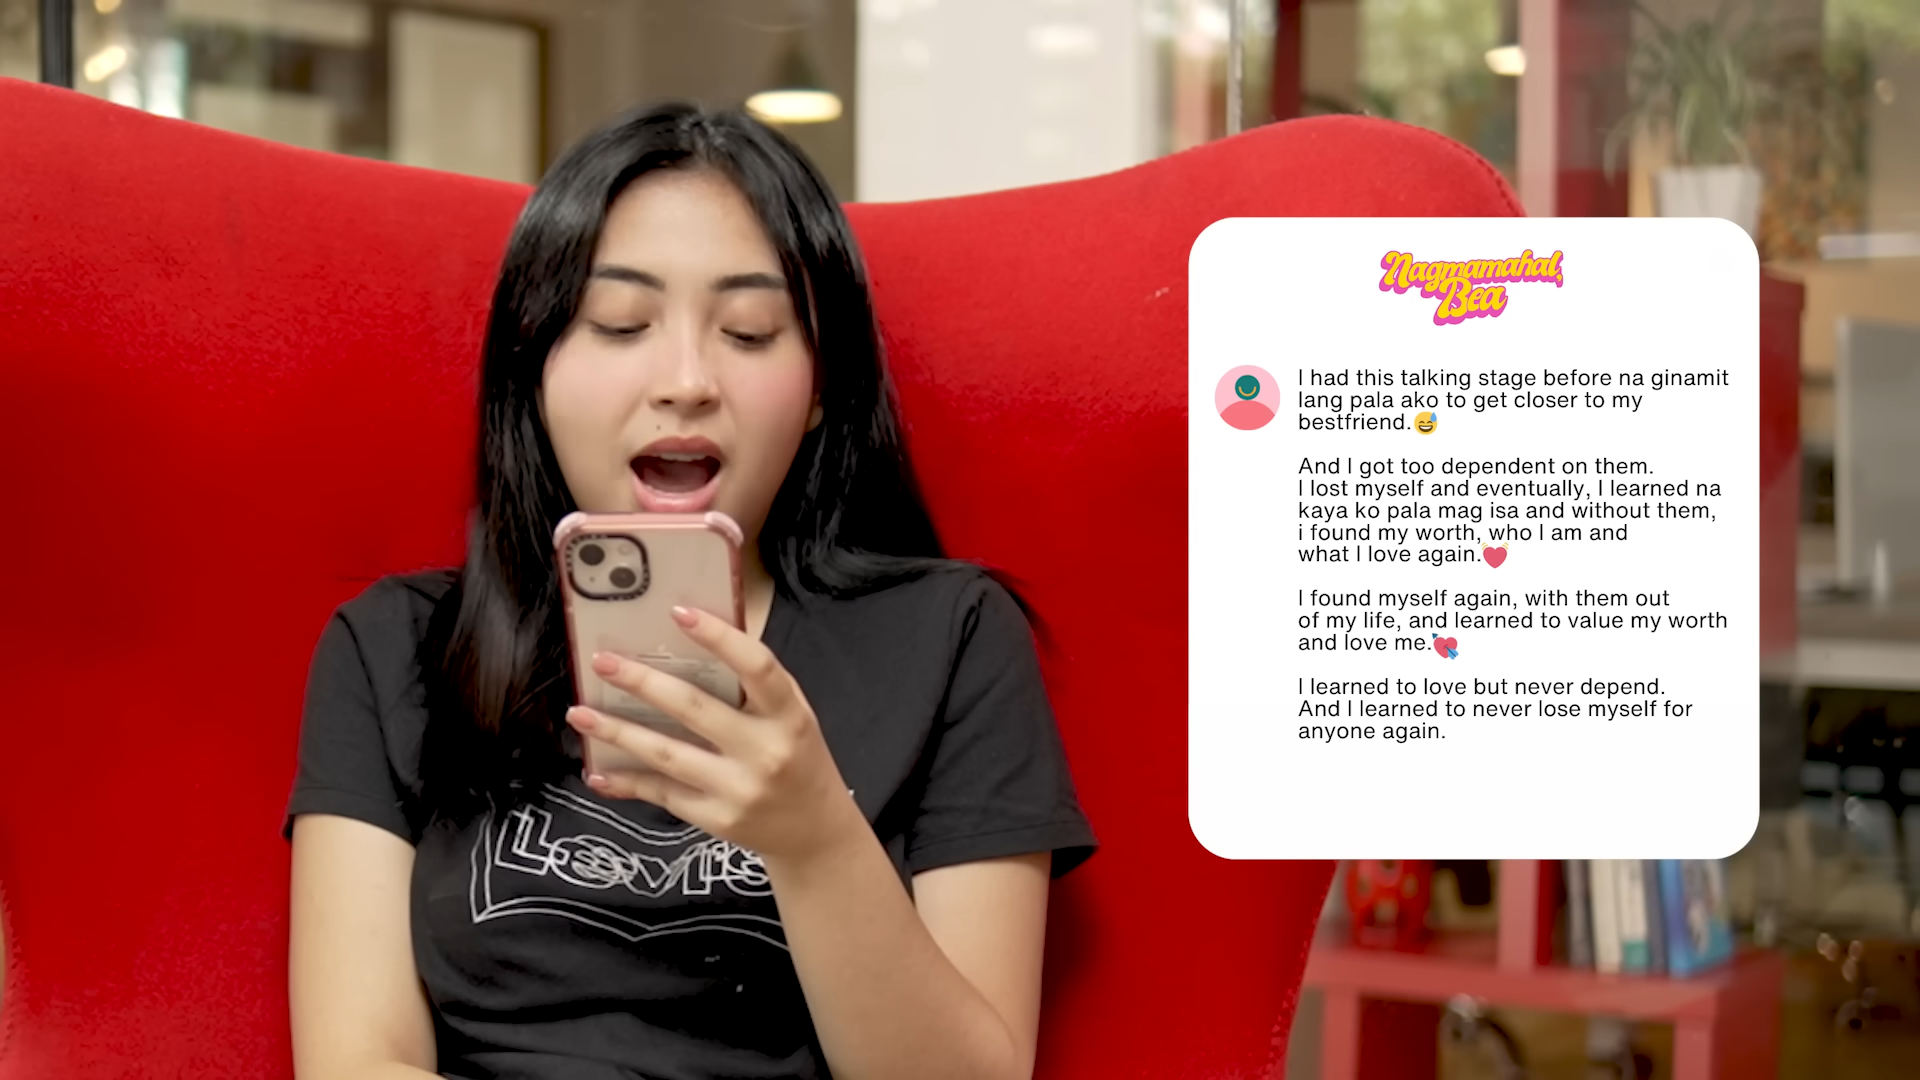 Nagmamahal,
Bea
I had this talking stage before na ginamit
lang pala ako to get closer to my
bestfriend.😅
And I got too dependent on them.
I lost myself and eventually, I learned na
kaya ko pala mag isa and without them,
i found my worth, who I am and
what I love again.💓
I found myself again, with them out
of my life, and learned to value my worth
and love me.💘
I learned to love but never depend.
And I learned to never lose myself for
anyone again.
Levi's